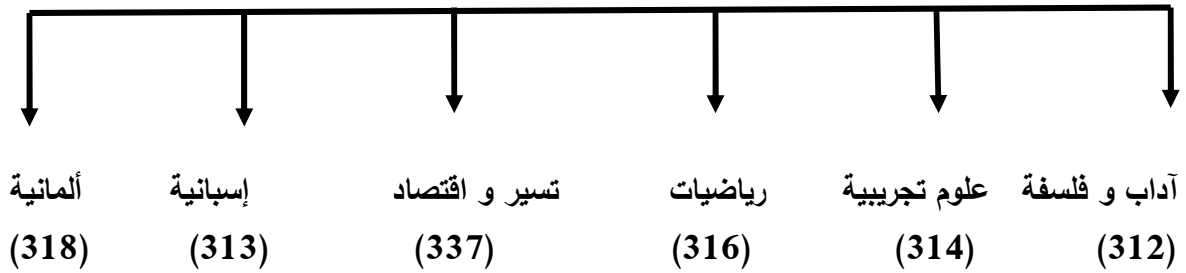 آداب و فلسفة علوم تجريبية رياضيات تسير و اقتصاد إسبانية ألمانية
(312) (314) (316) (337) (313) (318)